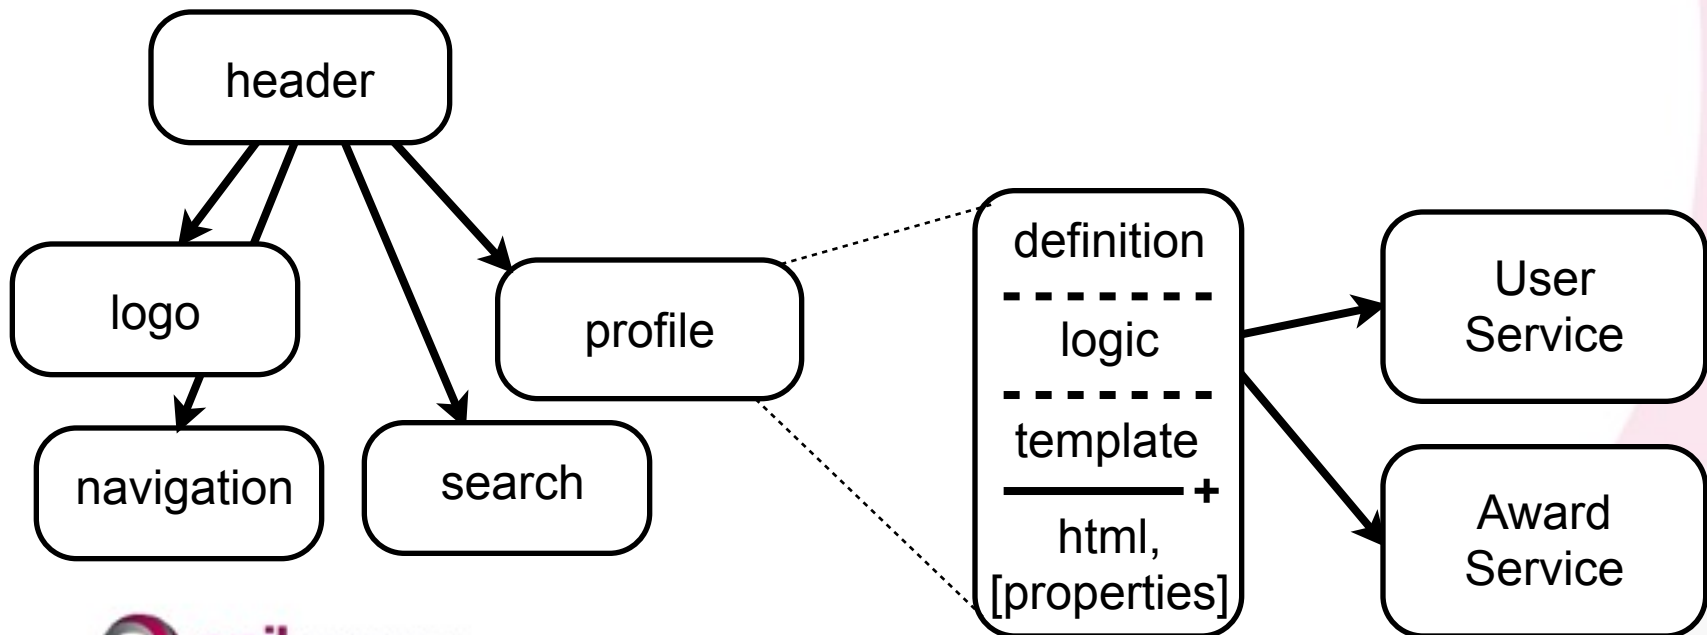 header
logo
profile
navigation
search
definition
logic
template
+
html,
[properties]
User
Service
Award
Service